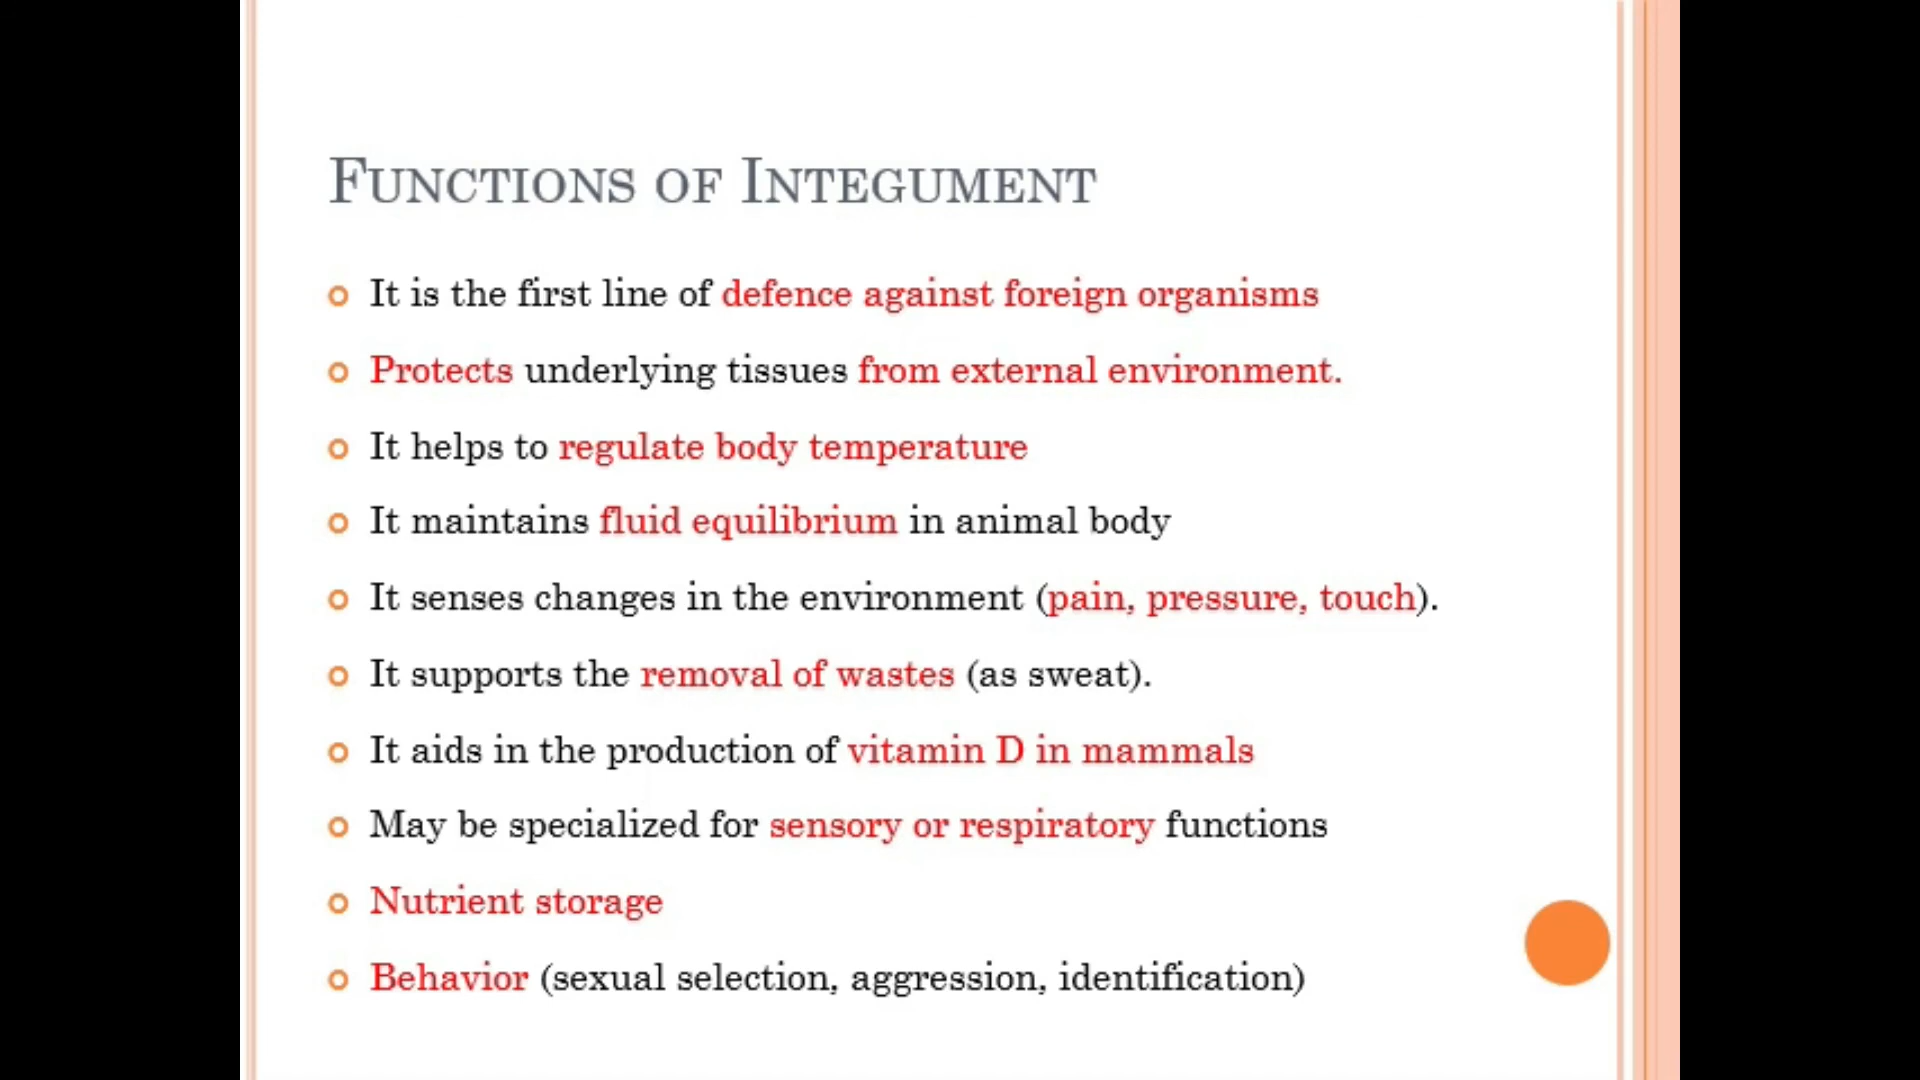 Functions of Integument
It is the first line of defence against foreign organisms
Protects underlying tissues from external environment.
It helps to regulate body temperature
It maintains fluid equilibrium in animal body
It senses changes in the environment (pain, pressure, touch).
It supports the removal of wastes (as sweat).
It aids in the production of vitamin D in mammals
May be specialized for sensory or respiratory functions
Nutrient storage
Behavior (sexual selection, aggression, identification)